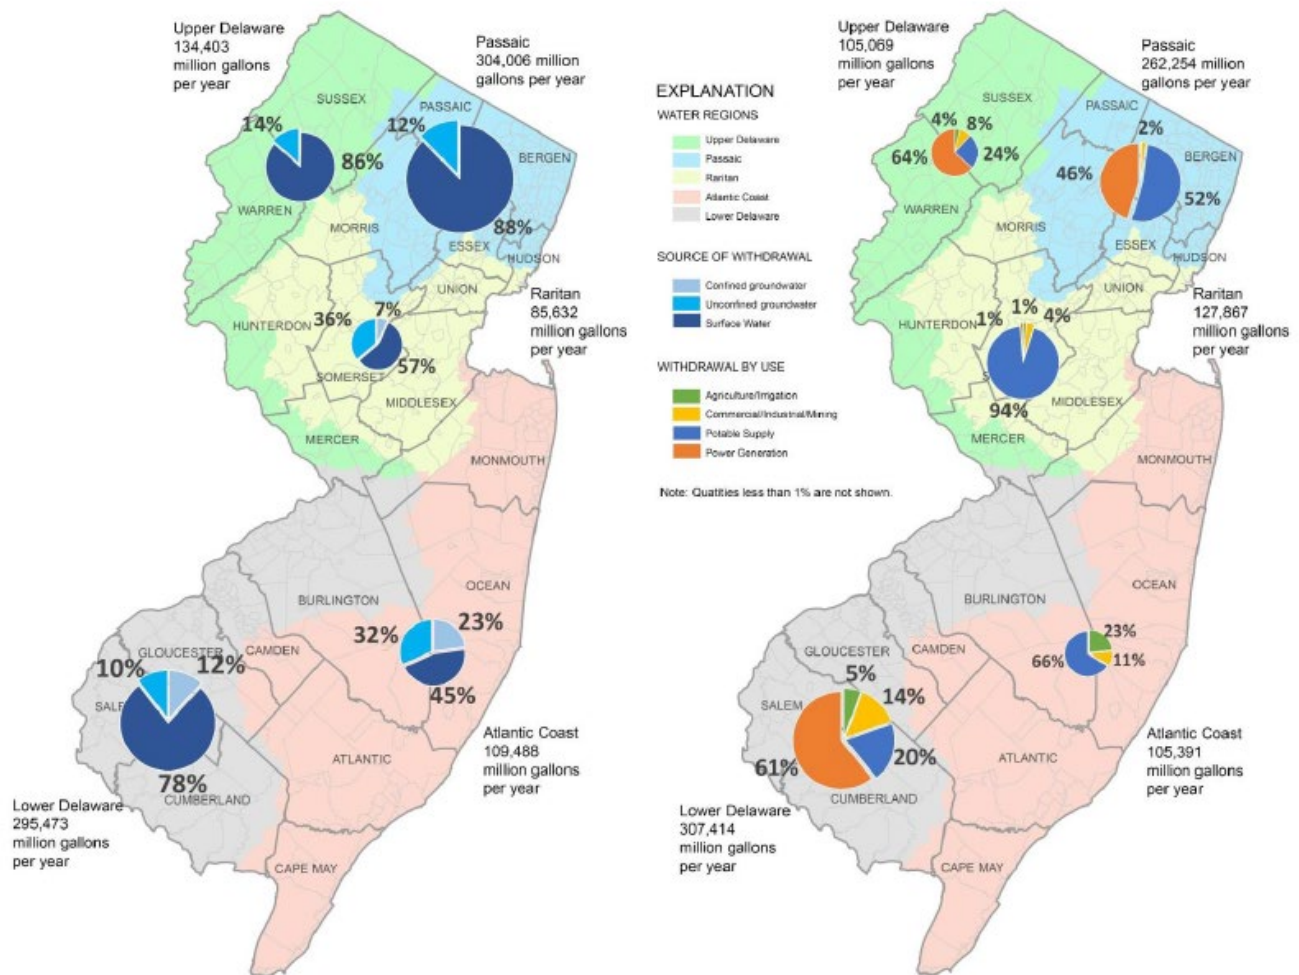 Upper Delaware
134,403
million gallons
per year
Passaic
304,006 million
gallons per year
SUSSEX
PASSAIC
14%
12%
86%
BERGEN
WARREN
88%
MORRIS
ESSEX
HUDSON
UNION
Raritan
85,632
million gallons
per year
7%
36%
HUNTERDON
57%
SOMERSET
MIDDLESEX
MERCER
MONMOUTH
OCEAN
BURLINGTON
32%
23%
GLOUCESTER
CAMDEN
10%
12%
45%
Atlantic Coast
109,488
million gallons
per year
ATLANTIC
78%
CUMBERLAND
Lower Delaware
295,473
million gallons
per year
CAPE MAY
EXPLANATION
WATER REGIONS
Upper Delaware
Passaic
Raritan
Atlantic Coast
Lower Delaware
SOURCE OF WITHDRAWAL
Confined groundwater
Unconfined groundwater
Surface Water
WITHDRAWAL BY USE
Agriculture/Irrigation
Commercial/Industrial/Mining
Potable Supply
Power Generation
Note: Quatities less than 1% are not shown.
Upper Delaware
105,069
million gallons
per year
Passaic
262,254 million
gallons per year
SUSSEX
PASSAIC
4%
8%
2%
64%
24%
46%
BERGEN
52%
WARREN
MORRIS
ESSEX
HUDSON
UNION
Raritan
127,867
million gallons
per year
HUNTERDON
1%
1%
4%
94%
MIDDLESEX
MERCER
MONMOUTH
OCEAN
BURLINGTON
GLOUCESTER
CAMDEN
23%
66%
11%
5%
14%
SALEM
20%
61%
Atlantic Coast
105,391
million gallons
per year
ATLANTIC
CUMBERLAND
Lower Delaware
307,414
million gallons
per year
CAPE MAY